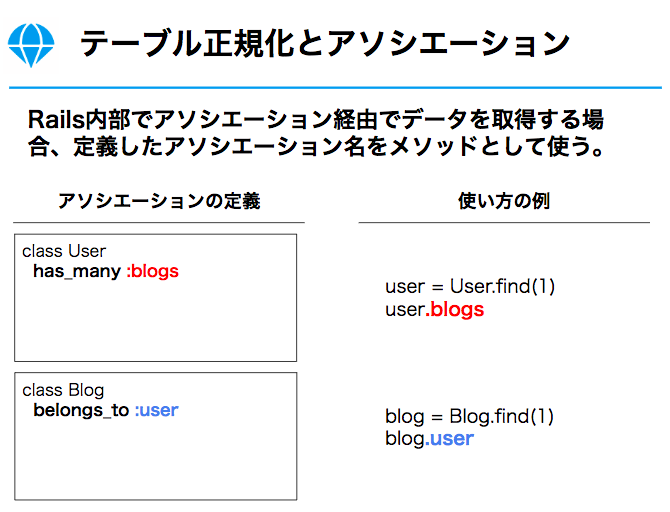 テーブル正規化とアソシエーション
Rails内部でアソシエーション経由でデータを取得する場
合、定義したアソシエーション名をメソッドとして使う。
アソシエーションの定義
class User
has_many :blogs
class Blog
belongs_to :user
使い方の例
user = User.find(1)
user.blogs
blog = Blog.find(1)
blog.user